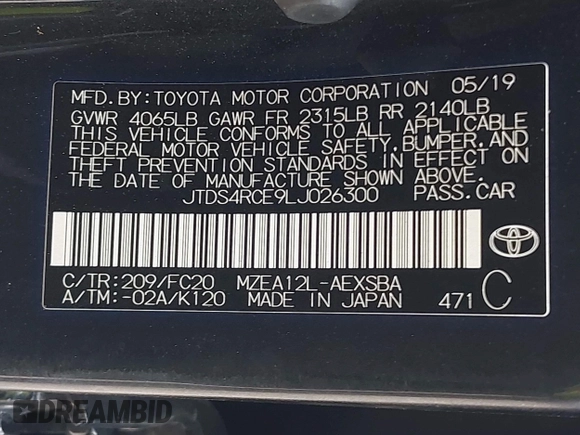 MFD.BY:TOYOTA MOTOR CORPORATION 05/19
GVWR 4065LB GAWR FR 2315LB RR 2140LB
THIS VEHICLE CONFORMS TO ALL APPLICABLE
FEDERAL MOTOR VEHICLE SAFETY,BUMPER,AND
THEFT PREVENTION STANDARDS IN EFFECT ON
THE DATE OF MANUFACTURE SHOWN ABOVE.
JTDS4RCE9LJ026300 PASS.CAR
C/TR:209/FC20 MZEA12L-AEXSBA
A/TM:-02A/K120 MADE IN JAPAN 471 C
DREAMBID